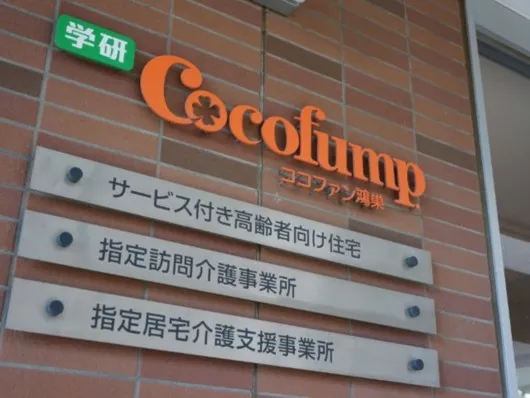 学研
Cocofump
ココファン鴻巣
サービス付き高齢者向け住宅
指定訪問介護事業所
指定居宅介護支援事業所